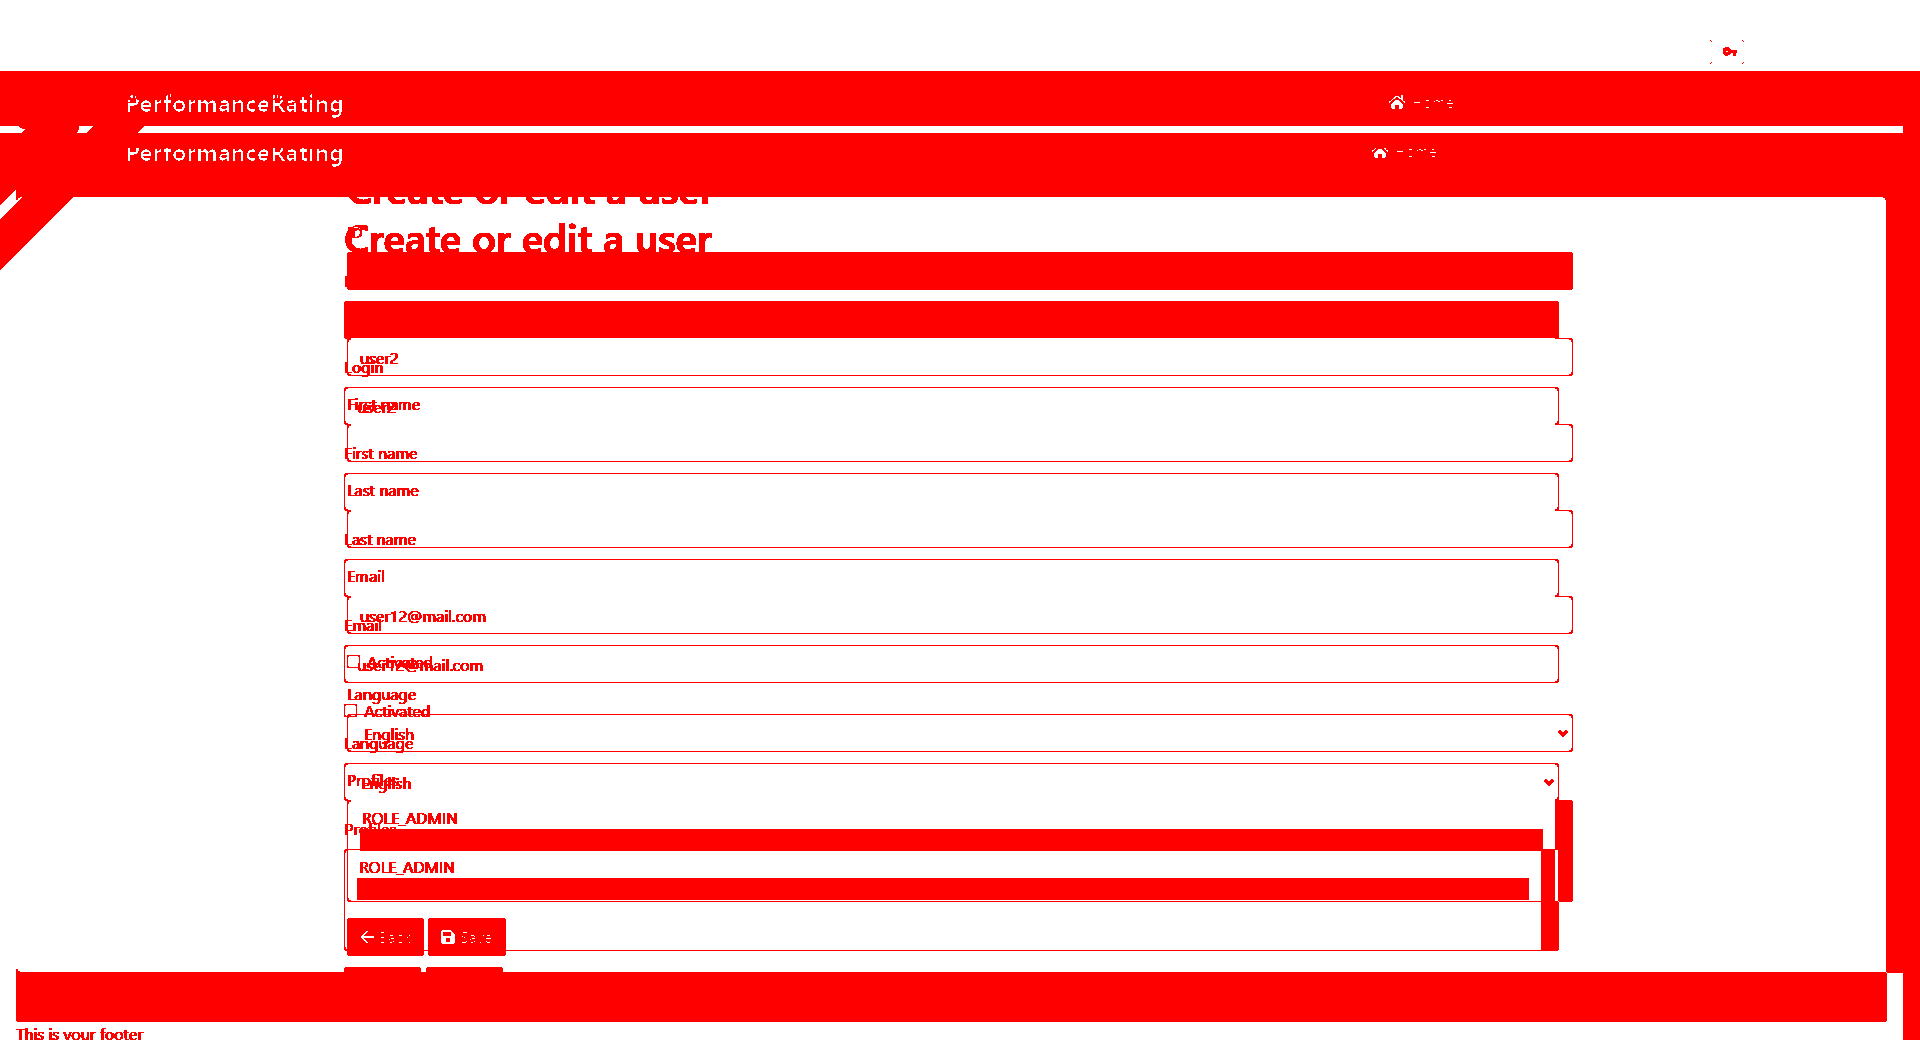 PerformanceRating Home
PerformanceRating Home
Create or edit a user
Create or edit a user
user2
Login
First name
user2
First name
Last name
Last name
Email
user12@mail.com
Email
Activated
user12@mail.com
Language
Activated
English
Language
Profiles
English
ROLE_ADMIN
Profiles
ROLE_ADMIN
Back Save
This is your footer